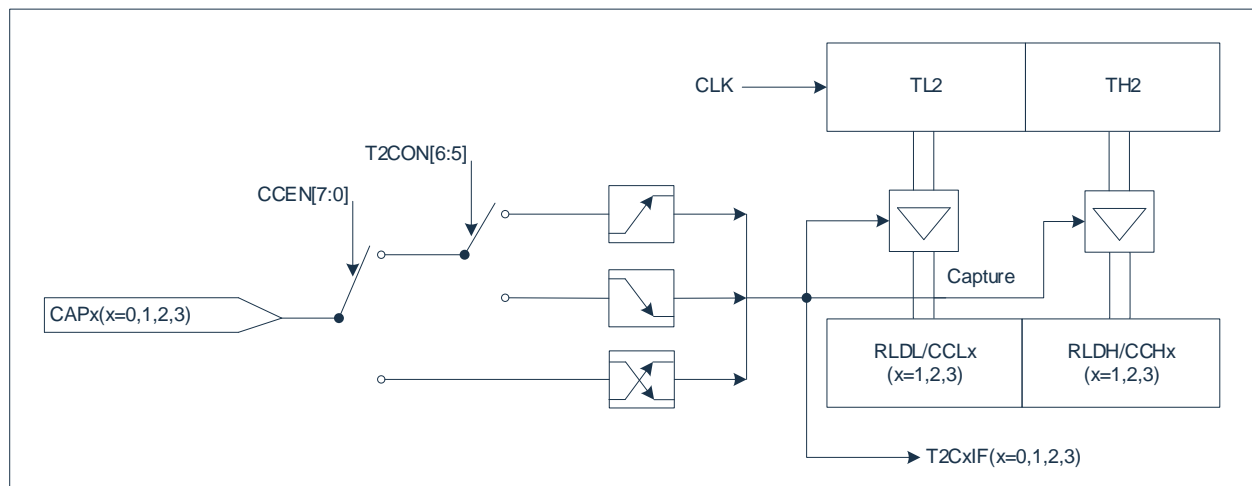 CLK
TL2
TH2
T2CON[6:5]
CCEN[7:0]
Capture
CAPx(x=0,1,2,3)
RLDL/CCLx
(x=1,2,3)
RLDH/CCHx
(x=1,2,3)
T2CxIF(x=0,1,2,3)